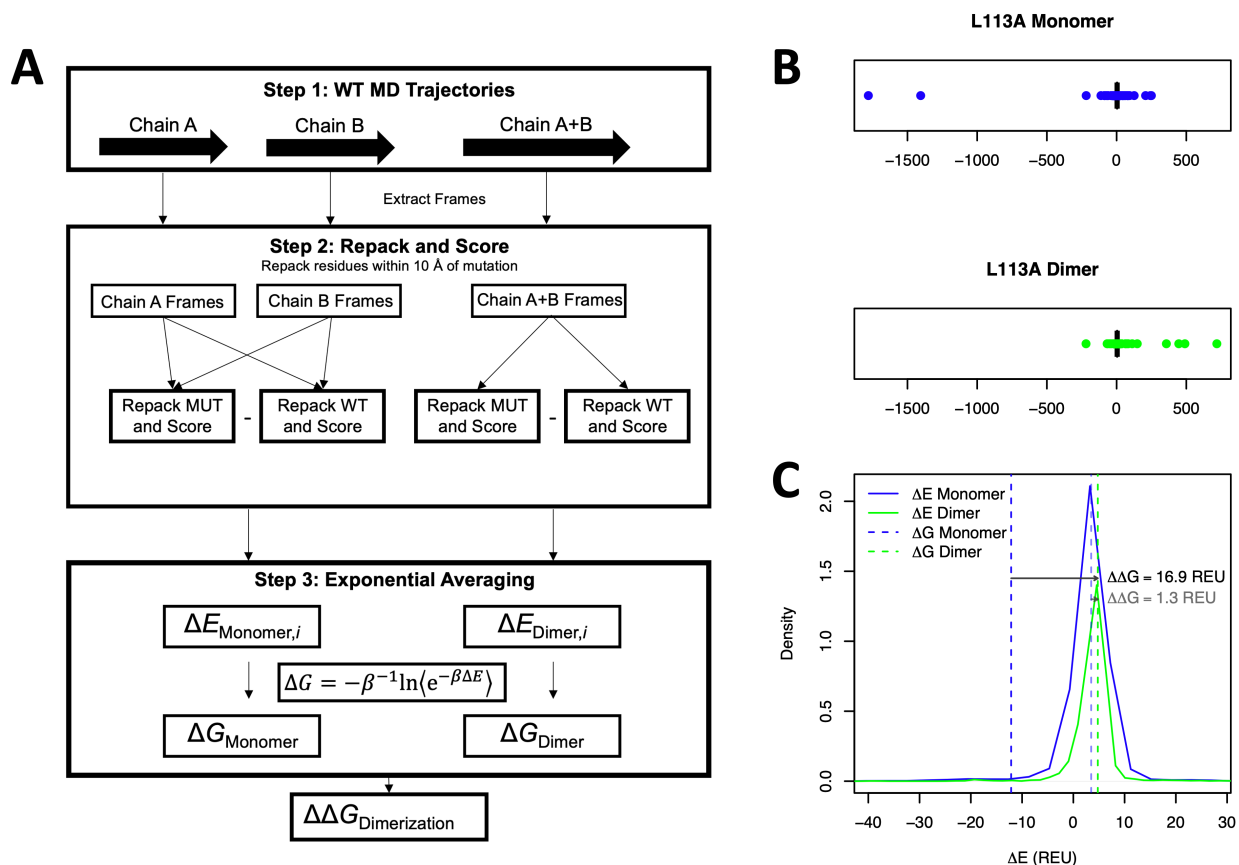 A
Step 1: WT MD Trajectories
Chain A
Chain B
Chain A+B
Extract Frames
Step 2: Repack and Score
Repack residues within 10 Å of mutation
Chain A Frames
Chain B Frames
Chain A+B Frames
Repack MUT
and Score
-
Repack WT
and Score
Repack MUT
and Score
-
Repack WT
and Score
Step 3: Exponential Averaging
ΔE_Monomer,i
ΔE_Dimer,i
ΔG = −β⁻¹ln⟨e^−βΔE⟩
ΔG_Monomer
ΔG_Dimer
ΔΔG_Dimerization
B
L113A Monomer
−1500 −1000 −500 0 500
L113A Dimer
−1500 −1000 −500 0 500
C
ΔE Monomer
ΔE Dimer
ΔG Monomer
ΔG Dimer
ΔΔG = 16.9 REU
ΔΔG = 1.3 REU
Density
2.0
1.5
1.0
0.5
0.0
−40 −30 −20 −10 0 10 20 30
ΔE (REU)